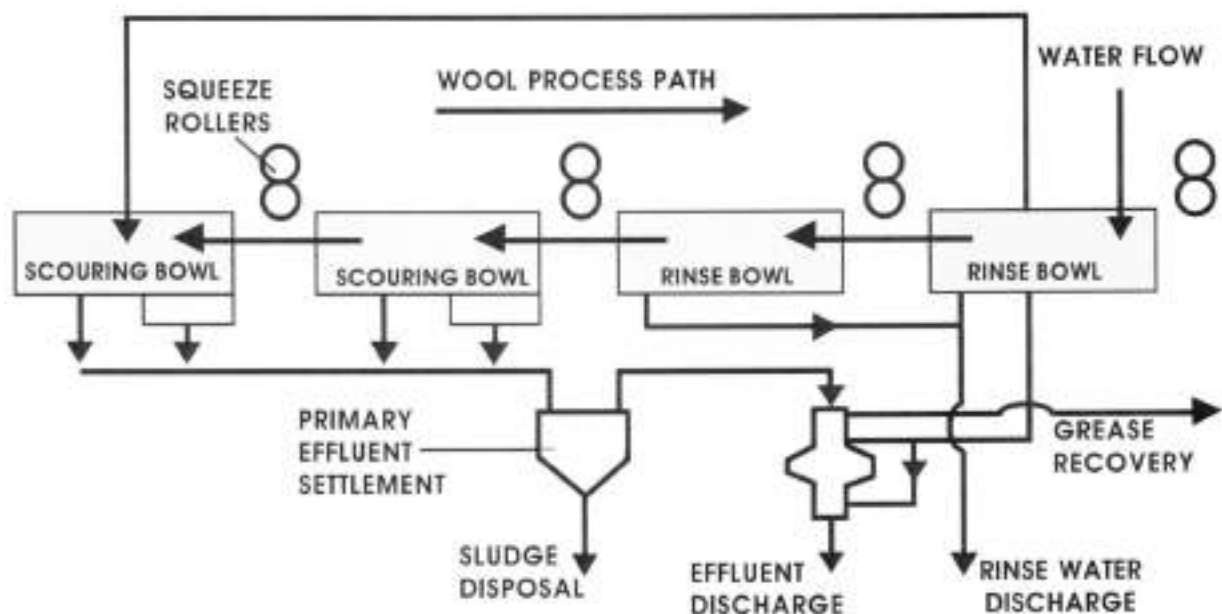 WATER FLOW
WOOL PROCESS PATH
SQUEEZE
ROLLERS
SCOURING BOWL
SCOURING BOWL
RINSE BOWL
RINSE BOWL
PRIMARY
EFFLUENT
SETTLEMENT
GREASE
RECOVERY
SLUDGE
DISPOSAL
EFFLUENT
DISCHARGE
RINSE WATER
DISCHARGE